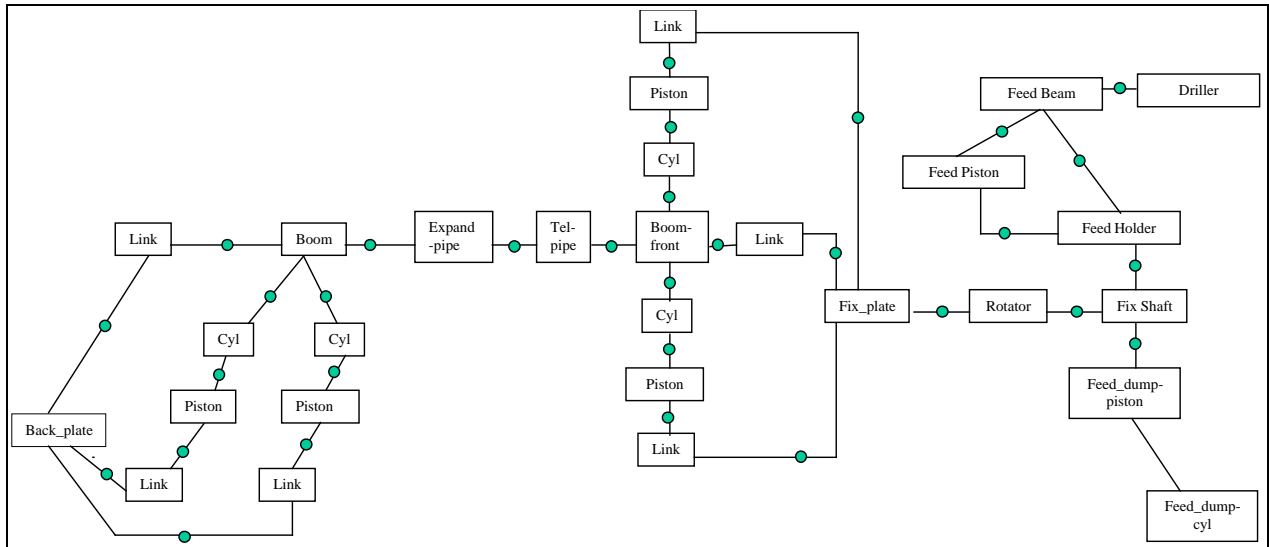 Link
Piston
Feed Beam
Driller
Cyl
Feed Piston
Link
Boom
Expand
-pipe
Tel-
pipe
Boom-
front
Link
Feed Holder
Cyl
Cyl
Cyl
Fix_plate
Rotator
Fix Shaft
Piston
Piston
Piston
Feed_dump-
piston
Back_plate
Link
Link
Link
Feed_dump-
cyl